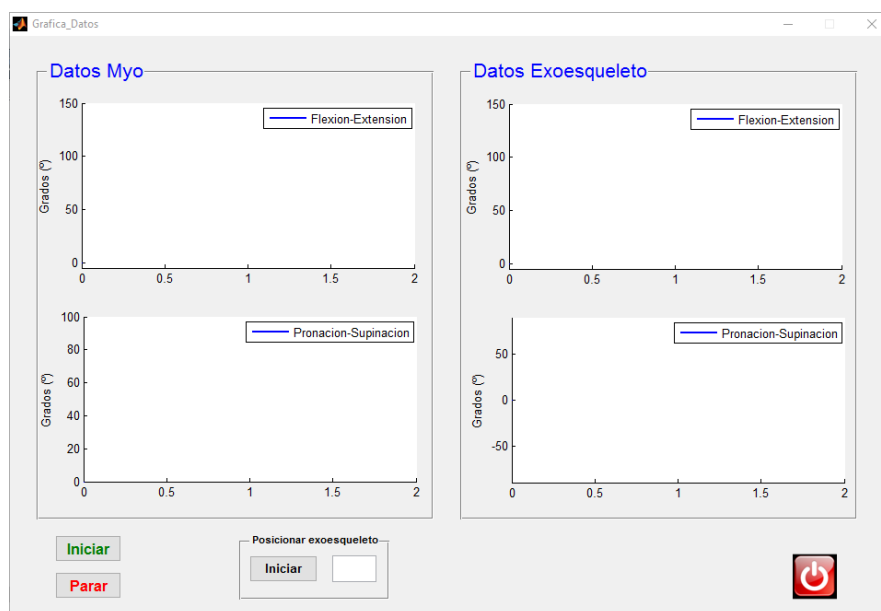 Grafica_Datos
Datos Myo
150
100
50
0
Grados (º)
Flexion-Extension
0 0.5 1 1.5 2
100
80
60
40
20
0
Grados (º)
Pronacion-Supinacion
0 0.5 1 1.5 2
Datos Exoesqueleto
150
100
50
0
Grados (º)
Flexion-Extension
0 0.5 1 1.5 2
50
0
-50
Grados (º)
Pronacion-Supinacion
0 0.5 1 1.5 2
Iniciar
Parar
Posicionar exoesqueleto
Iniciar